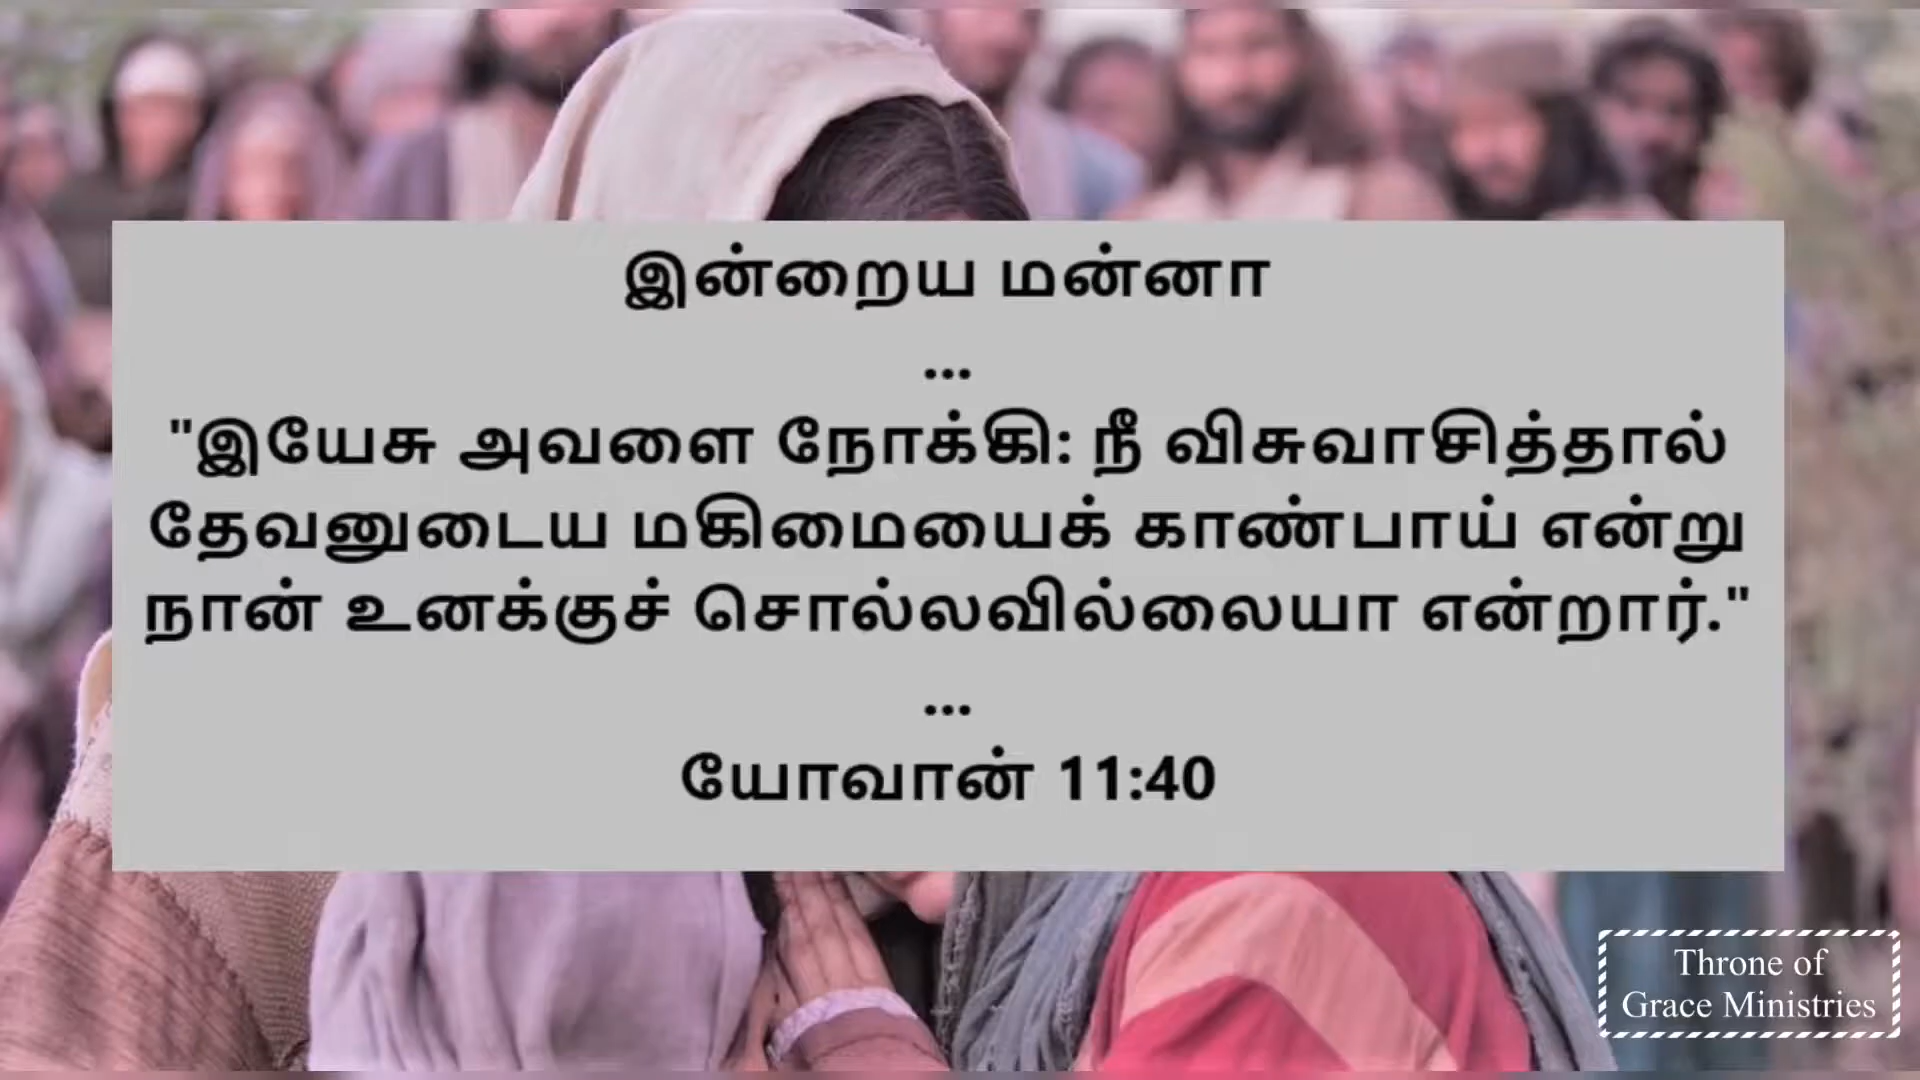 இன்றைய மன்னா
...
"இயேசு அவளை நோக்கி: நீ விசுவாசித்தால்
தேவனுடைய மகிமையைக் காண்பாய் என்று
நான் உனக்குச் சொல்லவில்லையா என்றார்."
...
யோவான் 11:40
Throne of
Grace Ministries